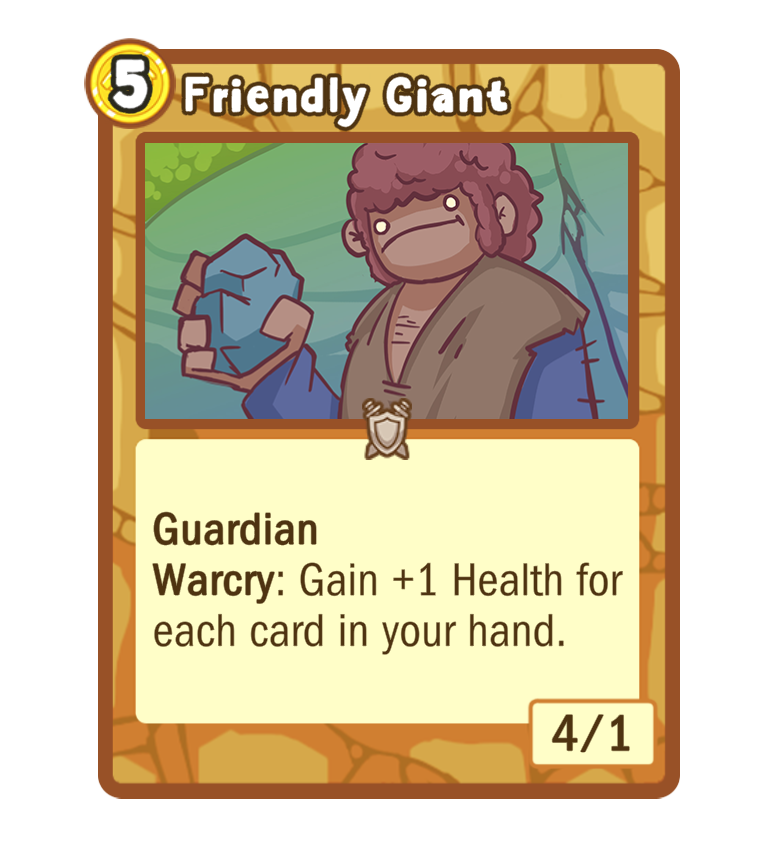 5
Friendly Giant
Guardian
Warcry: Gain +1 Health for
each card in your hand.
4/1